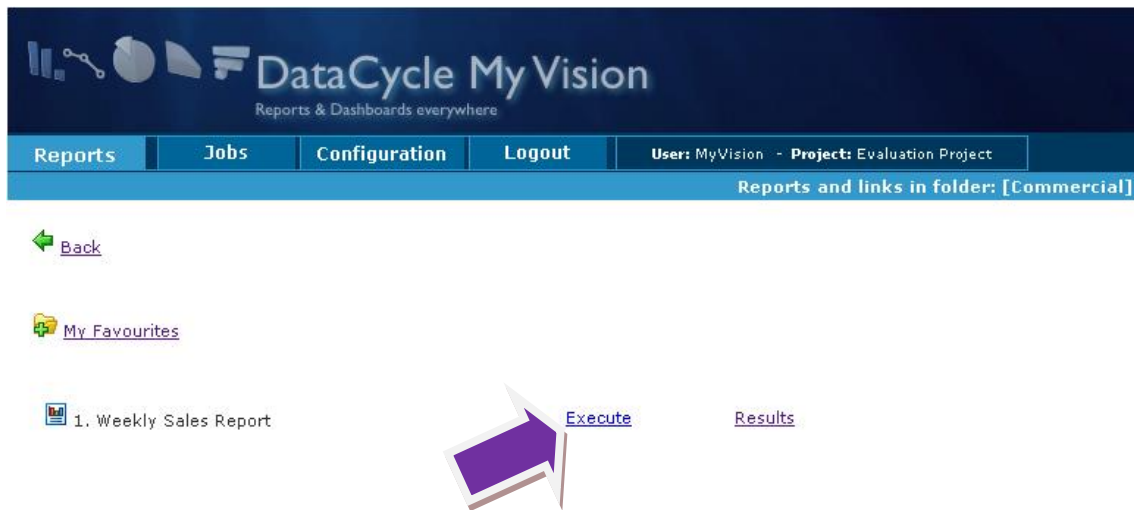 DataCycle My Vision
Reports & Dashboards everywhere
Reports Jobs Configuration Logout User: MyVision - Project: Evaluation Project
Reports and links in folder: [Commercial]
Back
My Favourites
1. Weekly Sales Report Execute Results